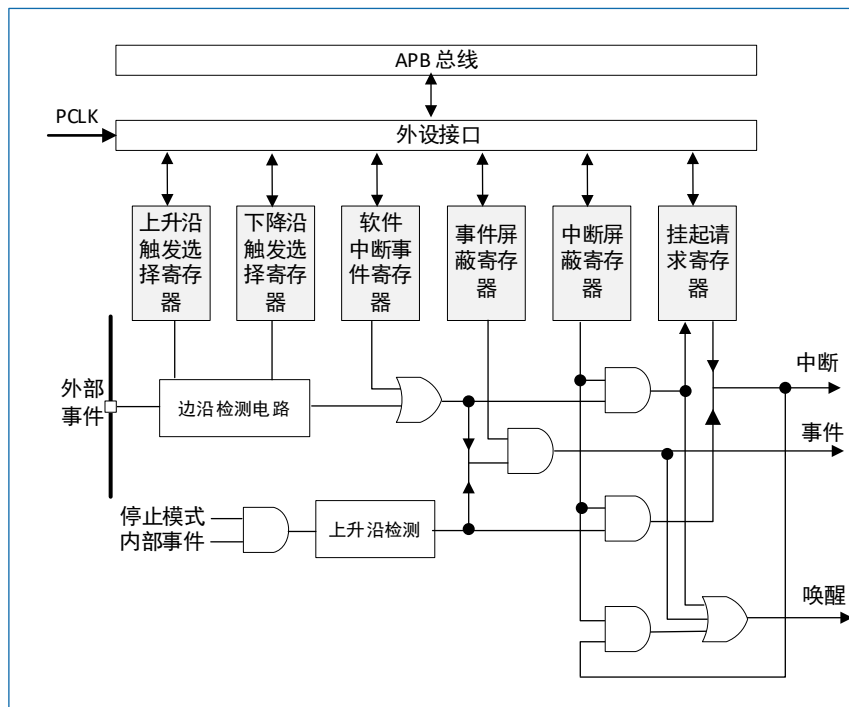 APB 总线
PCLK
外设接口
上升沿
触发选
择寄存
器
下降沿
触发选
择寄存
器
软件
中断事
件寄存
器
事件屏
蔽寄存
器
中断屏
蔽寄存
器
挂起请
求寄存
器
中断
外部
事件
边沿检测电路
事件
停止模式
内部事件
上升沿检测
唤醒